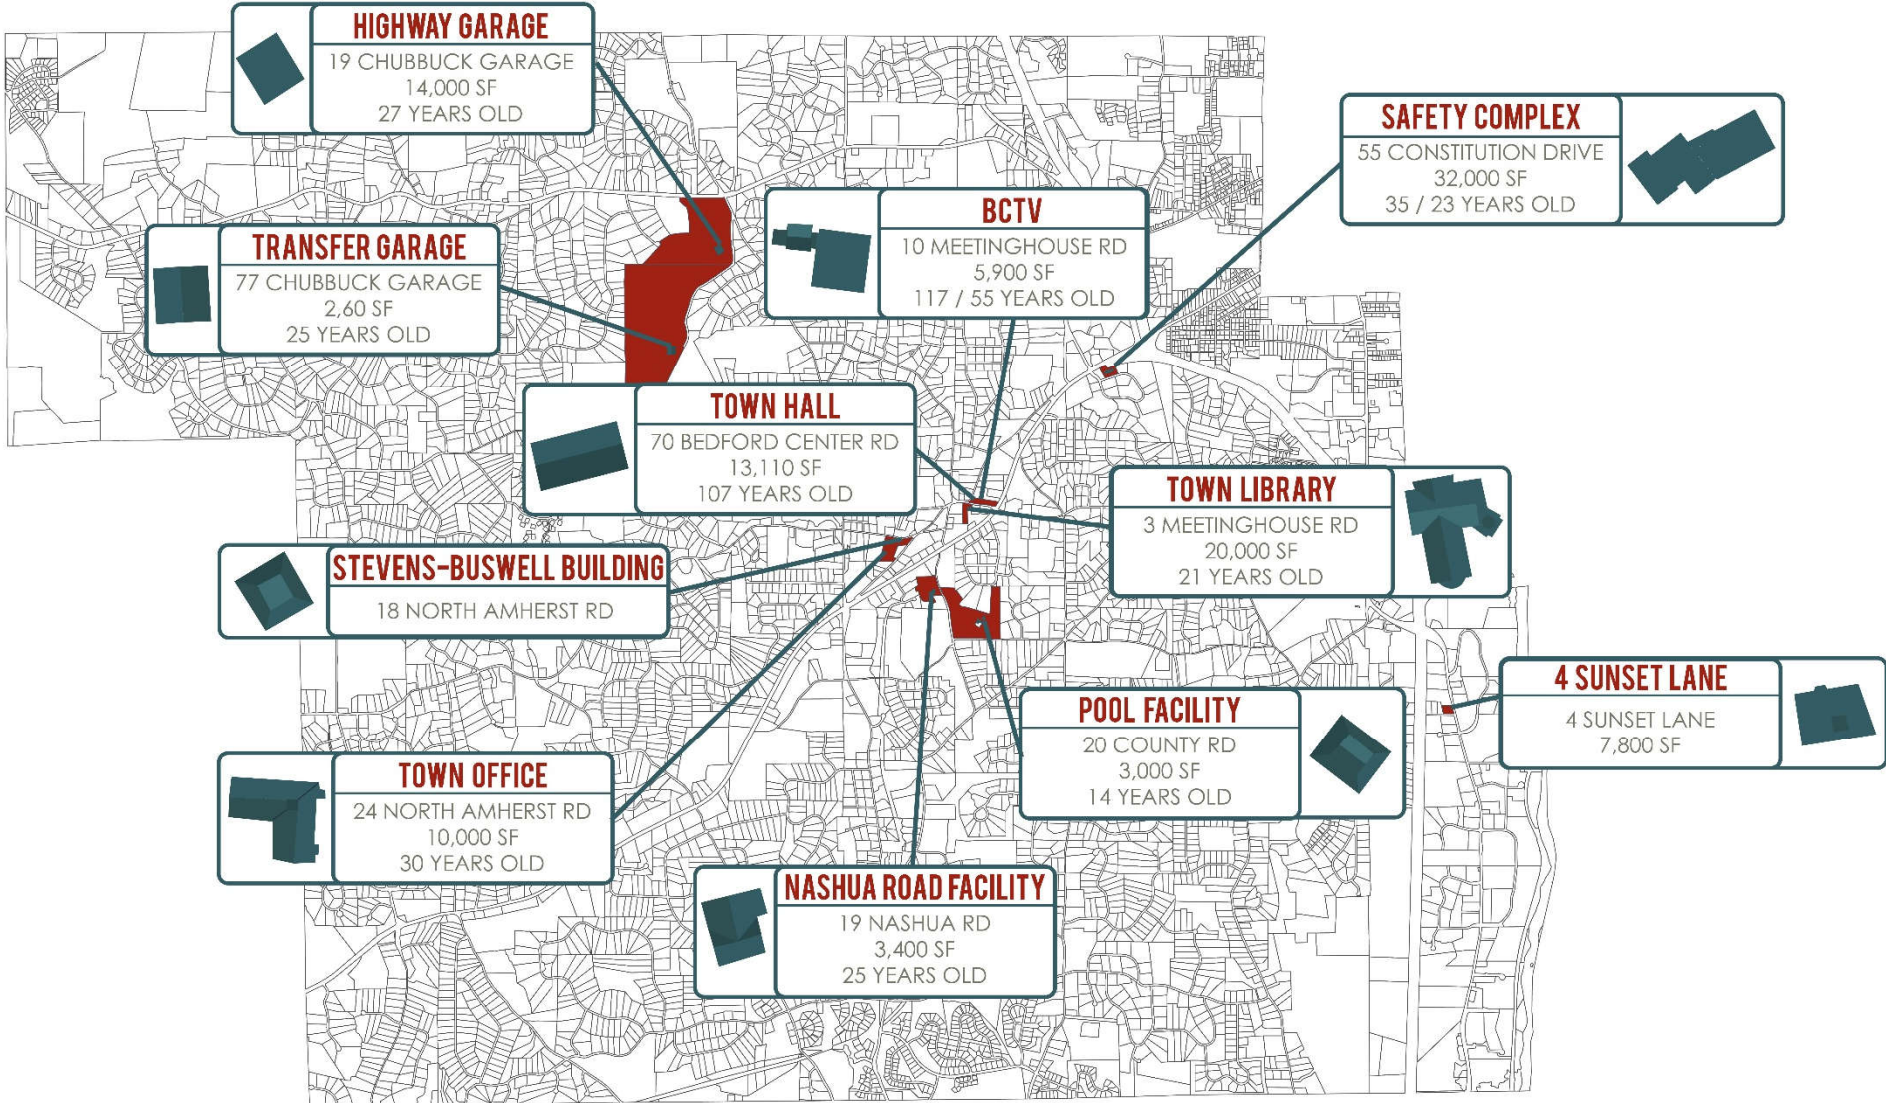 HIGHWAY GARAGE
19 CHUBBUCK GARAGE
14,000 SF
27 YEARS OLD
SAFETY COMPLEX
55 CONSTITUTION DRIVE
32,000 SF
35 / 23 YEARS OLD
BCTV
10 MEETINGHOUSE RD
5,900 SF
117 / 55 YEARS OLD
TRANSFER GARAGE
77 CHUBBUCK GARAGE
2,60 SF
25 YEARS OLD
TOWN HALL
70 BEDFORD CENTER RD
13,110 SF
107 YEARS OLD
TOWN LIBRARY
3 MEETINGHOUSE RD
20,000 SF
21 YEARS OLD
STEVENS-BUSWELL BUILDING
18 NORTH AMHERST RD
4 SUNSET LANE
4 SUNSET LANE
7,800 SF
POOL FACILITY
20 COUNTY RD
3,000 SF
14 YEARS OLD
TOWN OFFICE
24 NORTH AMHERST RD
10,000 SF
30 YEARS OLD
NASHUA ROAD FACILITY
19 NASHUA RD
3,400 SF
25 YEARS OLD